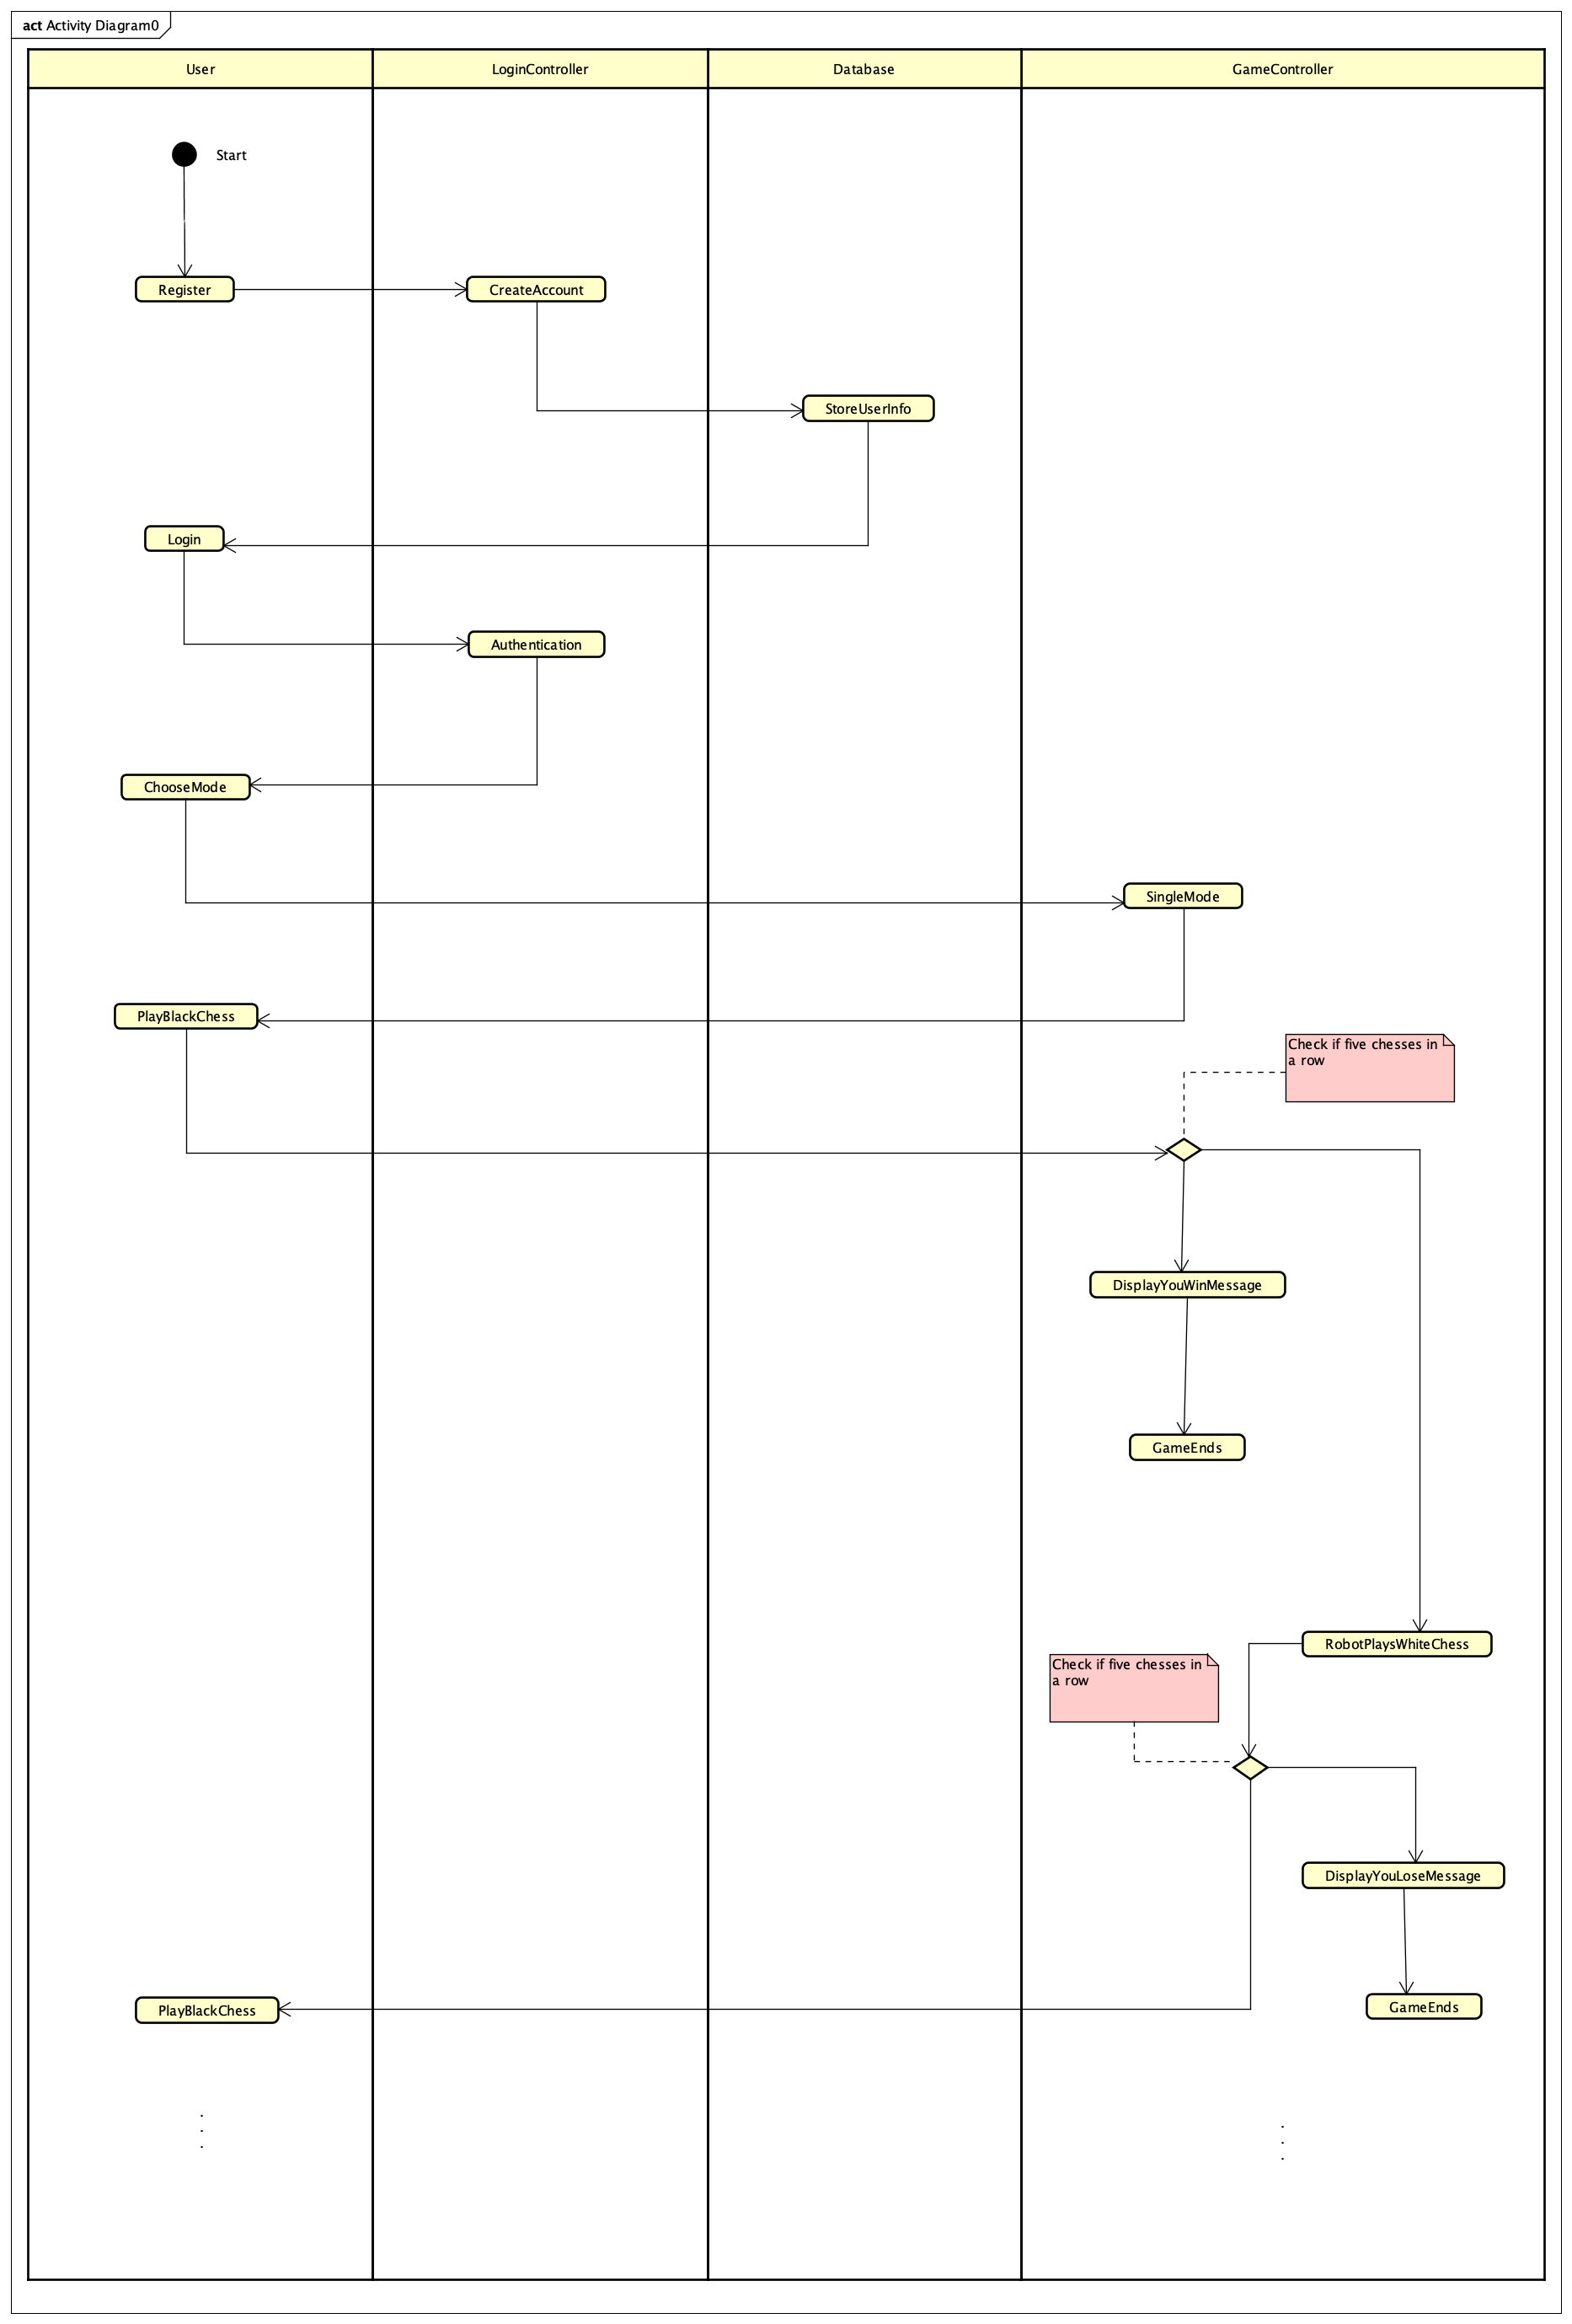 act Activity Diagram0
User
LoginController
Database
GameController
Start
Register
CreateAccount
StoreUserInfo
Login
Authentication
ChooseMode
SingleMode
PlayBlackChess
Check if five chesses in
a row
DisplayYouWinMessage
GameEnds
RobotPlaysWhiteChess
Check if five chesses in
a row
DisplayYouLoseMessage
PlayBlackChess
GameEnds
.
.
.
.
.
.